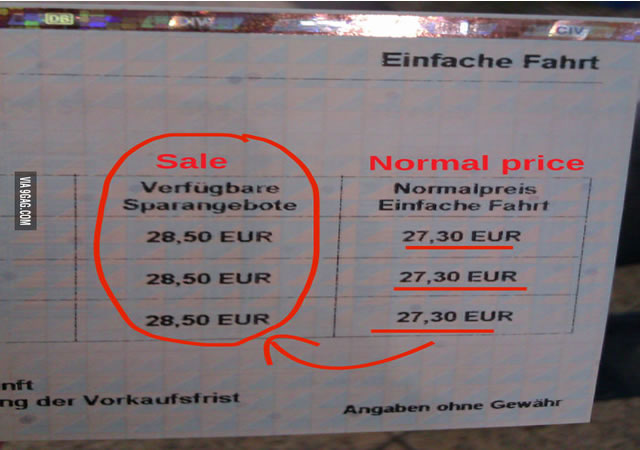 DB
CIV
Einfache Fahrt
Sale
Normal price
Verfügbare
Sparangebote
Normalpreis
Einfache Fahrt
28,50 EUR
27,30 EUR
28,50 EUR
27,30 EUR
28,50 EUR
27,30 EUR
nft
ng der Vorkaufsfrist
Angaben ohne Gewähr
VIA 9GAG.COM